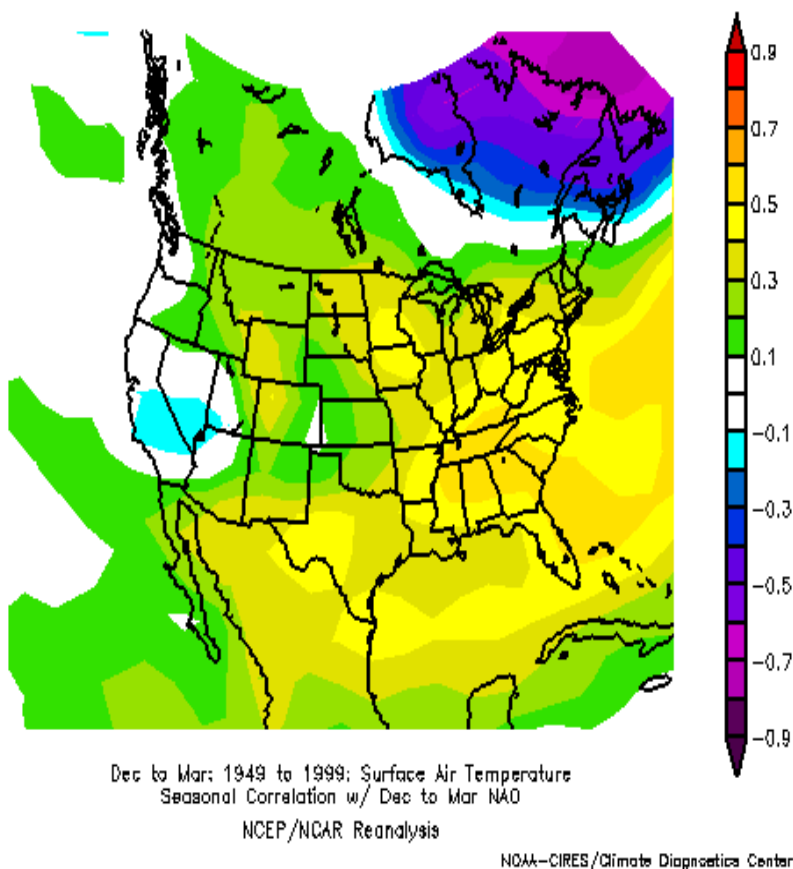 0.9
0.7
0.5
0.3
0.1
-0.1
-0.3
-0.5
-0.7
-0.9
Dec to Mar: 1949 to 1999: Surface Air Temperature
Seasonal Correlation w/ Dec to Mar NAO
NCEP/NCAR Reanalysis
NOAA-CIRES/Climate Diagnostics Center